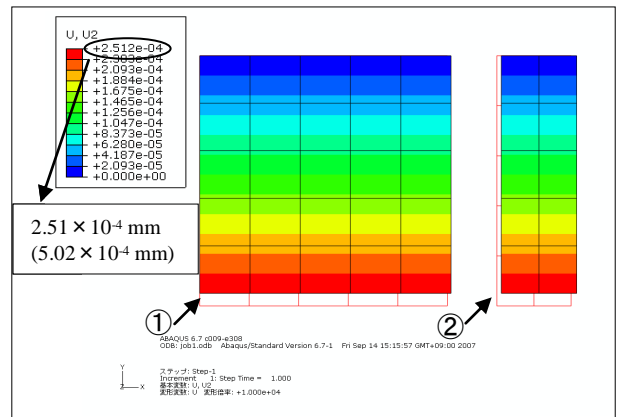 U, U2
+2.512e-04
+2.303e-04
+2.093e-04
+1.884e-04
+1.675e-04
+1.465e-04
+1.256e-04
+1.047e-04
+8.373e-05
+6.280e-05
+4.187e-05
+2.093e-05
+0.000e+00
2.51×10-4 mm
(5.02×10-4 mm)
①
②
ABAQUS 6.7 c009-e308
ODB: job1.odb Abaqus/Standard Version 6.7-1 Fri Sep 14 15:15:57 GMT+09:00 2007
Y
Z X
ステップ: Step-1
Increment 1: Step Time = 1.000
基本変数: U, U2
変形変数: U 変形倍率: +1.000e+04